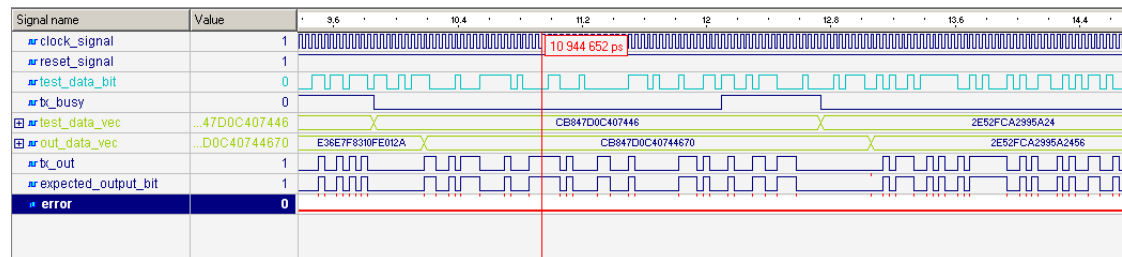 Signal name Value 9.6 10.4 11.2 12 12.8 13.6 14.4
clock_signal 1 10 944 652 ps
reset_signal 1
test_data_bit 0
tx_busy 0
test_data_vec ...47D0C407446 CB847D0C407446 2E52FCA2995A24
out_data_vec ...D0C40744670 E36E7F8310FE012A CB847D0C40744670 2E52FCA2995A2456
tx_out 1
expected_output_bit 1
error 0